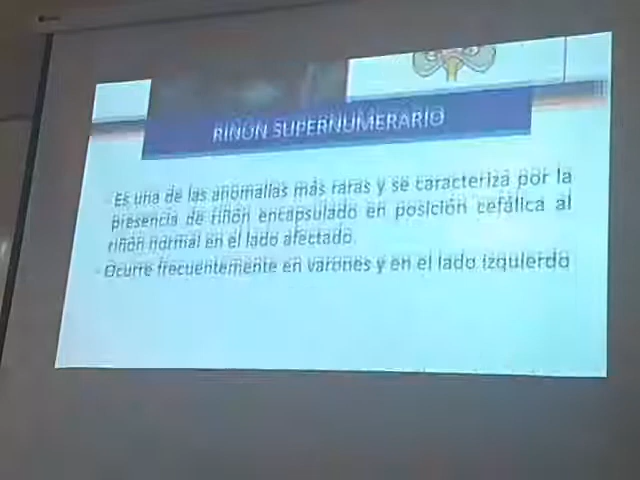 RIÑÓN SUPERNUMERARIO
- Es una de las anomalías más raras y se caracteriza por la
presencia de riñón encapsulado en posición cefálica al
riñón normal en el lado afectado.
- Ocurre frecuentemente en varones y en el lado izquierdo